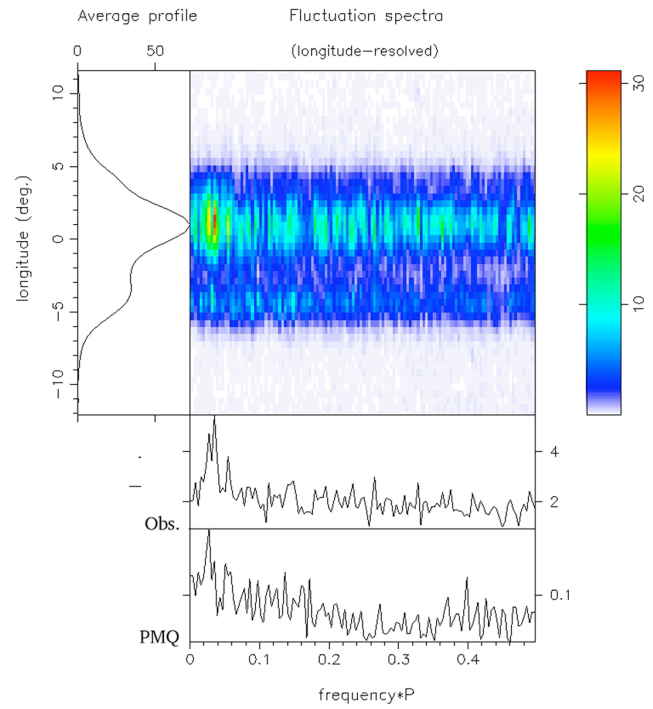 Average profile
Fluctuation spectra
0 50
(longitude-resolved)
longitude (deg.)
10
5
0
-5
-10
30
20
10
4
2
Obs.
0.1
PMQ
0 0.1 0.2 0.3 0.4
frequency*P